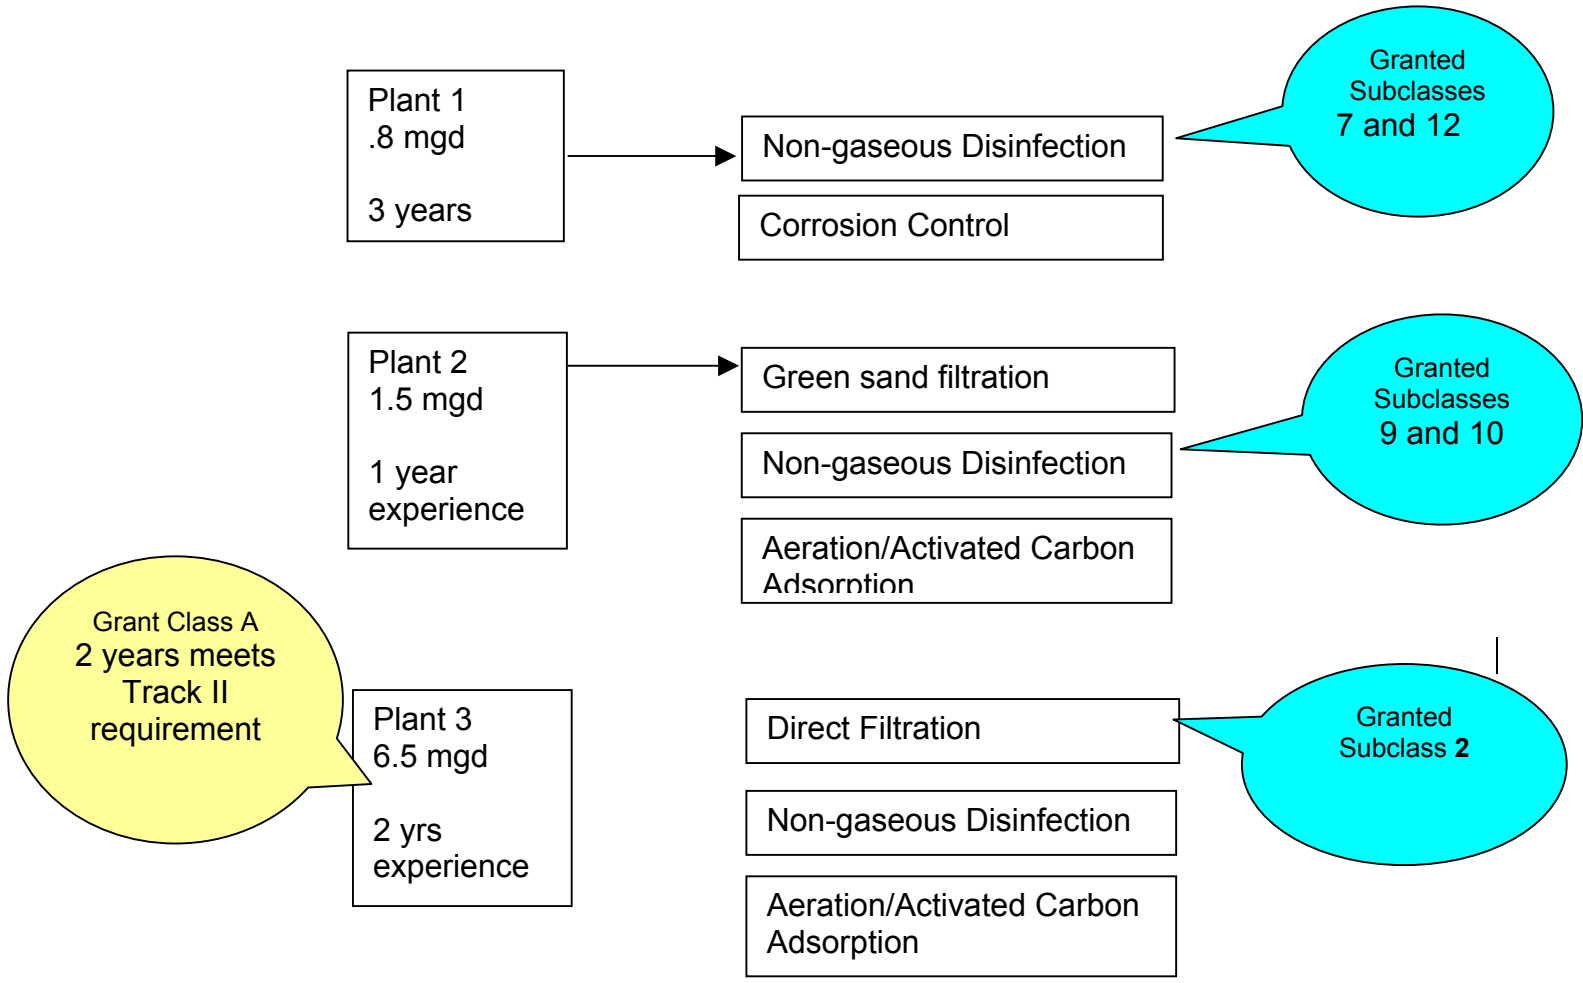 Plant 1
.8 mgd
3 years
Non-gaseous Disinfection
Corrosion Control
Granted
Subclasses
7 and 12
Plant 2
1.5 mgd
1 year
experience
Green sand filtration
Non-gaseous Disinfection
Aeration/Activated Carbon
Adsorption
Granted
Subclasses
9 and 10
Grant Class A
2 years meets
Track II
requirement
Plant 3
6.5 mgd
2 yrs
experience
Direct Filtration
Non-gaseous Disinfection
Aeration/Activated Carbon
Adsorption
Granted
Subclass 2